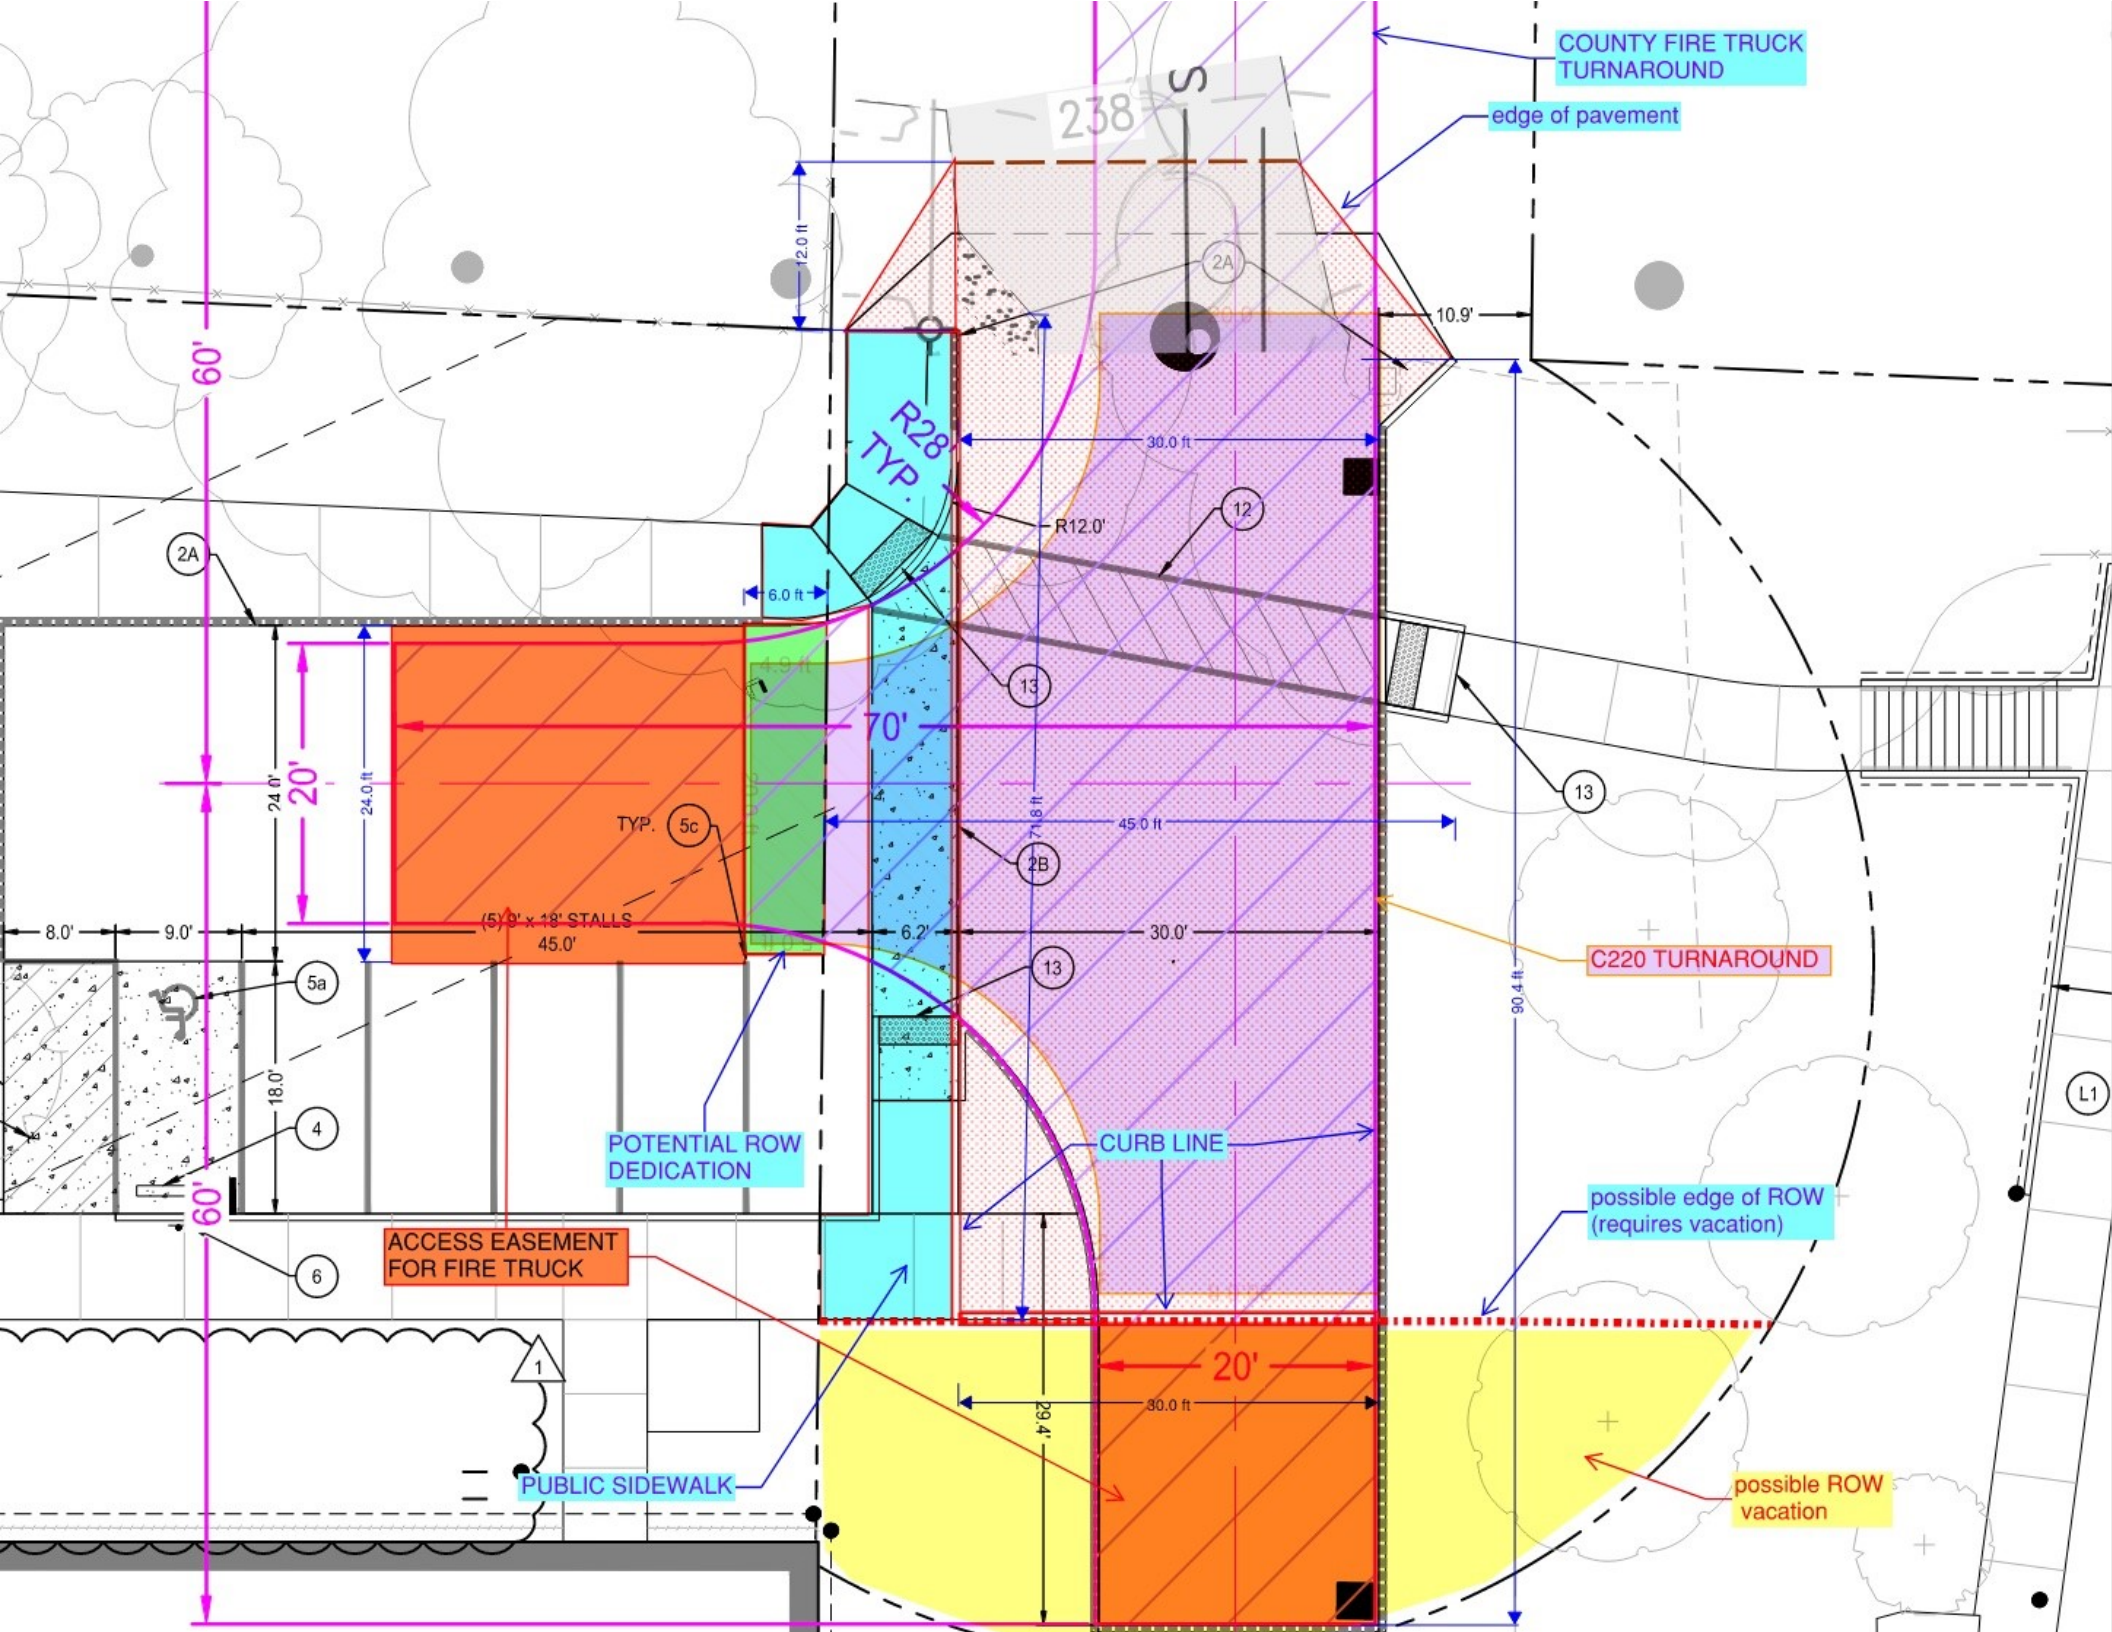 COUNTY FIRE TRUCK
TURNAROUND
S
238
edge of pavement
12.0 ft
2A
10.9'
60'
R28'
TYP.
30.0 ft
R12.0'
12
2A
6.0 ft
4.9 ft
13
24.0'
20'
24.0 ft
70'
71.8 ft
45.0 ft
13
TYP.
5c
2B
(5) 9' x 18' STALLS
45.0'
8.0'
9.0'
6.2'
30.0'
C220 TURNAROUND
13
5a
90.4 ft
18.0'
4
L1
POTENTIAL ROW
DEDICATION
CURB LINE
60'
possible edge of ROW
(requires vacation)
ACCESS EASEMENT
FOR FIRE TRUCK
6
1
20'
30.0 ft
29.4'
PUBLIC SIDEWALK
possible ROW
vacation